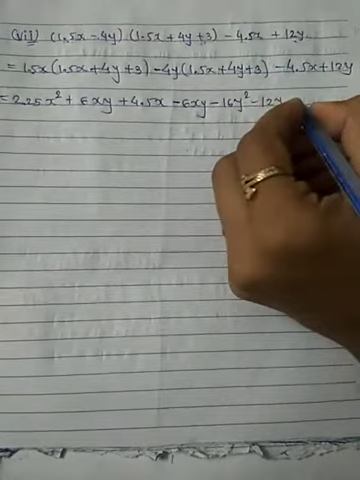 (viii) (1.5x - 4y) (1.5x + 4y + 3) - 4.5x + 12y
= 1.5x (1.5x + 4y + 3) - 4y (1.5x + 4y + 3) - 4.5x + 12y
= 2.25x² + 6xy + 4.5x - 6xy - 16y² - 12y